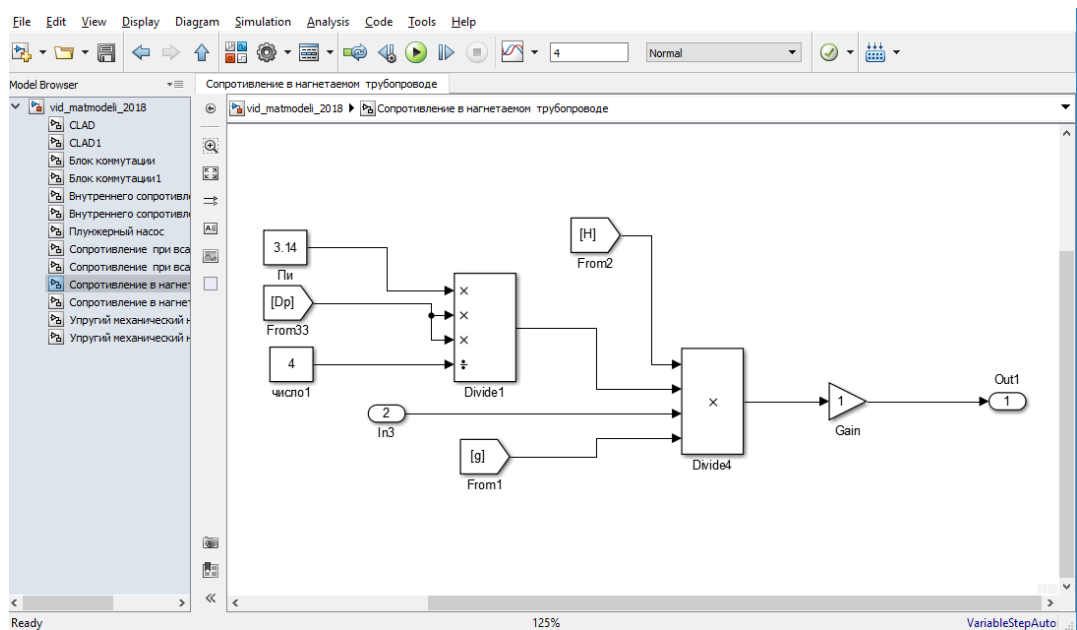 File Edit View Display Diagram Simulation Analysis Code Tools Help
4 Normal
Model Browser
Сопротивление в нагнетаемом трубопроводе
vid_matmodeli_2018
vid_matmodeli_2018 Сопротивление в нагнетаемом трубопроводе
CLAD
CLAD1
Блок коммутации
Блок коммутации1
Внутреннего сопротивл
Внутреннего сопротивл
Плунжерный насос
Сопротивление при вса
Сопротивление при вса
Сопротивление в нагнет
Сопротивление в нагнет
Упругий механический н
Упругий механический н
[H]
From2
3.14
Пи
[Dp]
From33
4
число1
×
×
×
÷
Divide1
2
In3
[g]
From1
×
Divide4
1
Gain
Out1
1
Ready 125% VariableStepAuto